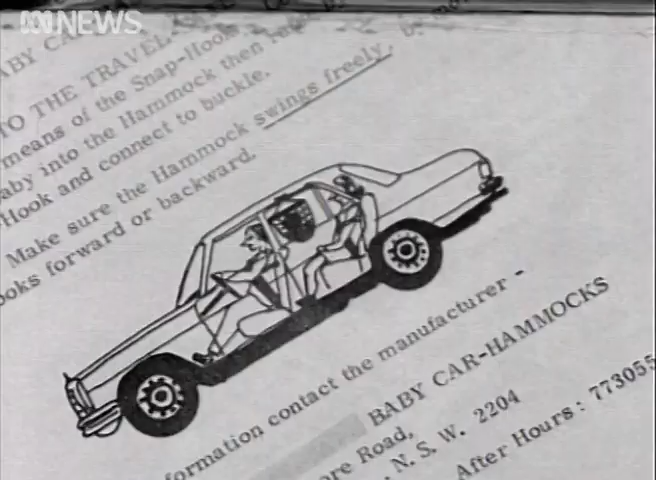 NEWS
BABY CAR
TO THE TRAVEL
means of the Snap-Hook
aby into the Hammock then
Hook and connect to buckle.
Make sure the Hammock swings freely,
ooks forward or backward.
formation contact the manufacturer -
BABY CAR-HAMMOCKS
ore Road,
N. S. W. 2204
After Hours: 773055